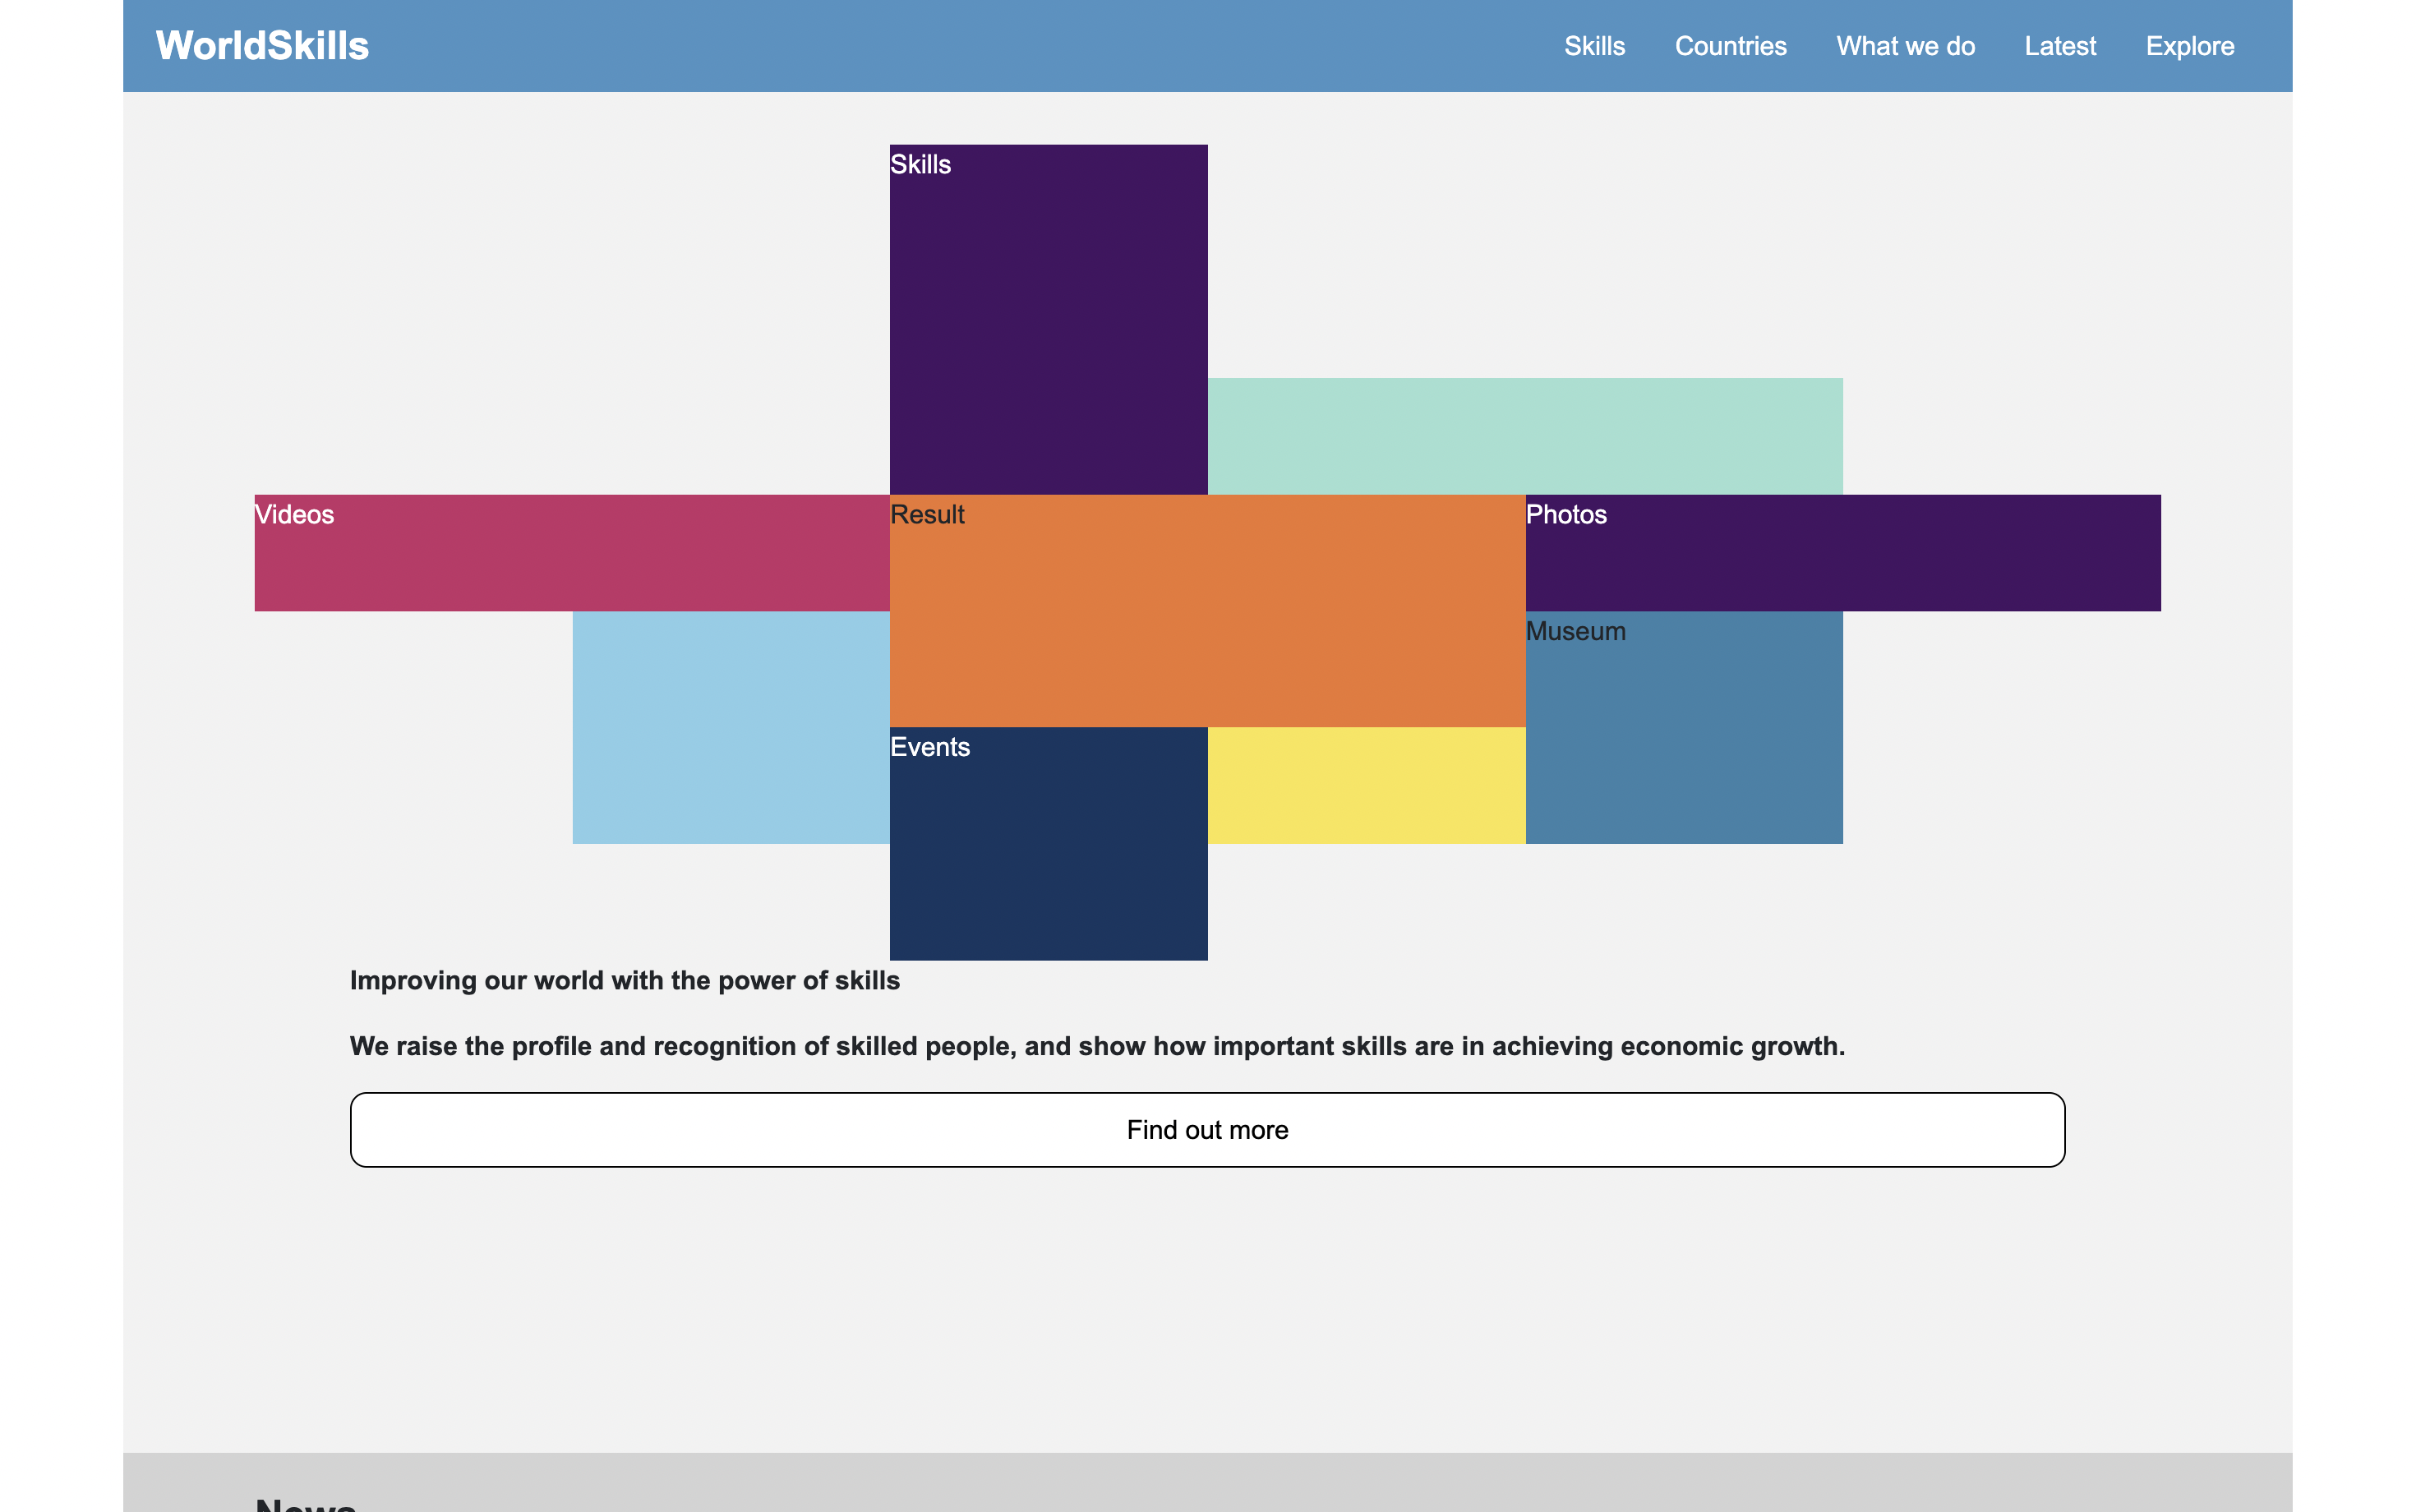 WorldSkills
Skills Countries What we do Latest Explore
Skills
Videos
Result
Photos
Museum
Events
Improving our world with the power of skills
We raise the profile and recognition of skilled people, and show how important skills are in achieving economic growth.
Find out more
News